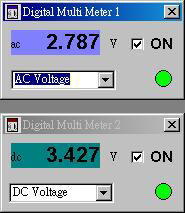 Digital Multi Meter 1
ac 2.787 V ON
AC Voltage
Digital Multi Meter 2
dc 3.427 V ON
DC Voltage